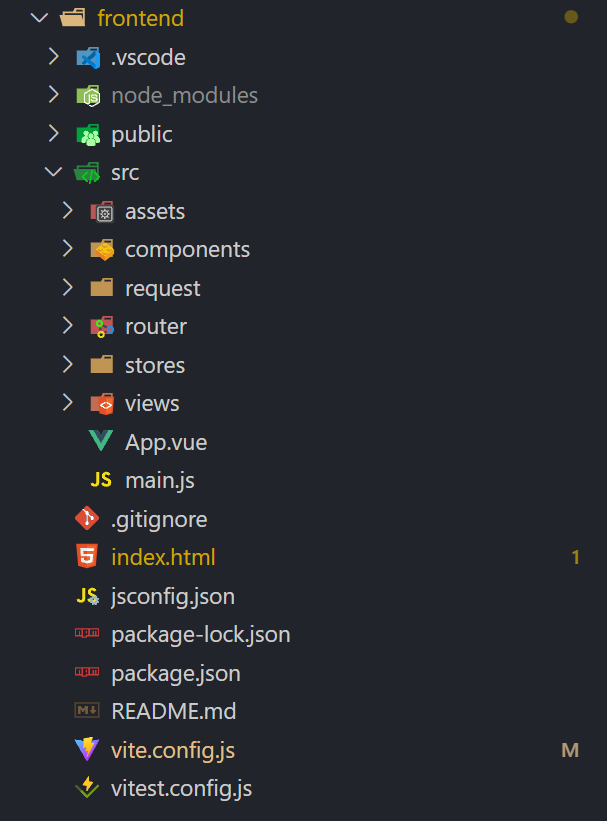 frontend
.vscode
node_modules
public
src
assets
components
request
router
stores
views
App.vue
JS main.js
.gitignore
5 index.html 1
JS jsconfig.json
package-lock.json
package.json
M README.md
vite.config.js M
vitest.config.js